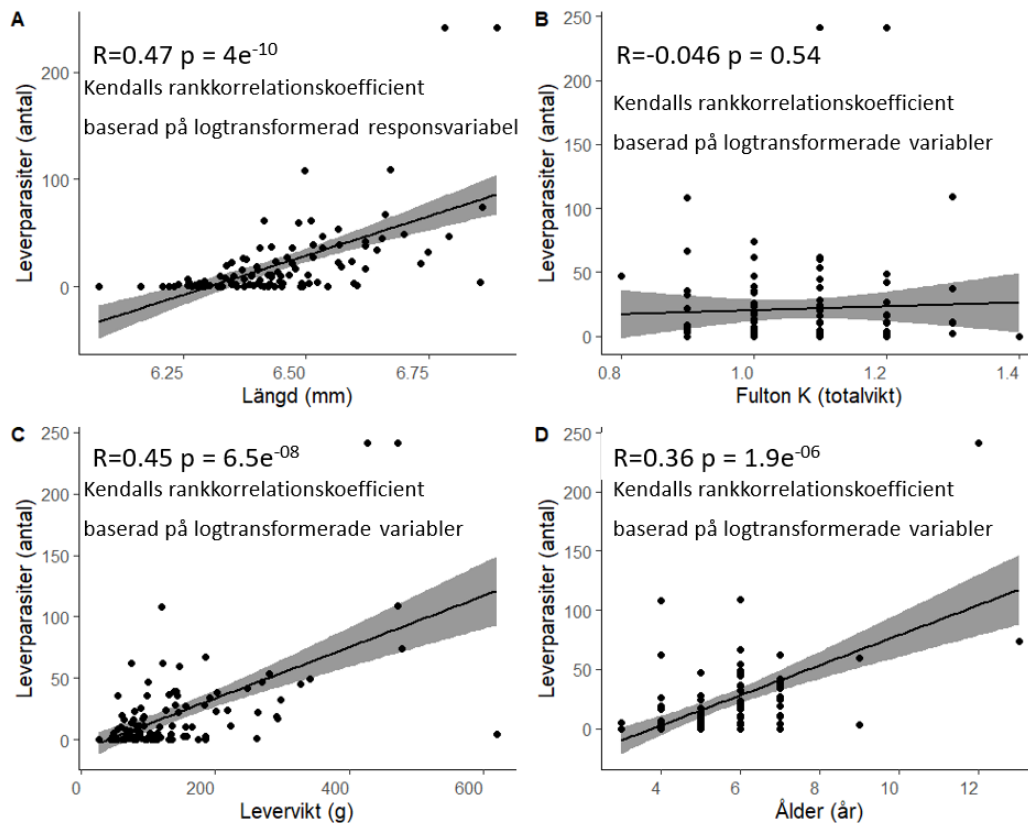 A
R=0.47 p = 4e-10
Kendalls rankkorrelationskoefficient
baserad på logtransformerad responsvariabel
Leverparasiter (antal)
200
100
0
6.25 6.50 6.75
Längd (mm)
B
R=-0.046 p = 0.54
Kendalls rankkorrelationskoefficient
baserad på logtransformerade variabler
Leverparasiter (antal)
250
200
150
100
50
0
0.8 1.0 1.2 1.4
Fulton K (totalvikt)
C
R=0.45 p = 6.5e-08
Kendalls rankkorrelationskoefficient
baserad på logtransformerade variabler
Leverparasiter (antal)
250
200
150
100
50
0
0 200 400 600
Levervikt (g)
D
R=0.36 p = 1.9e-06
Kendalls rankkorrelationskoefficient
baserad på logtransformerade variabler
Leverparasiter (antal)
250
200
150
100
50
0
4 6 8 10 12
Ålder (år)